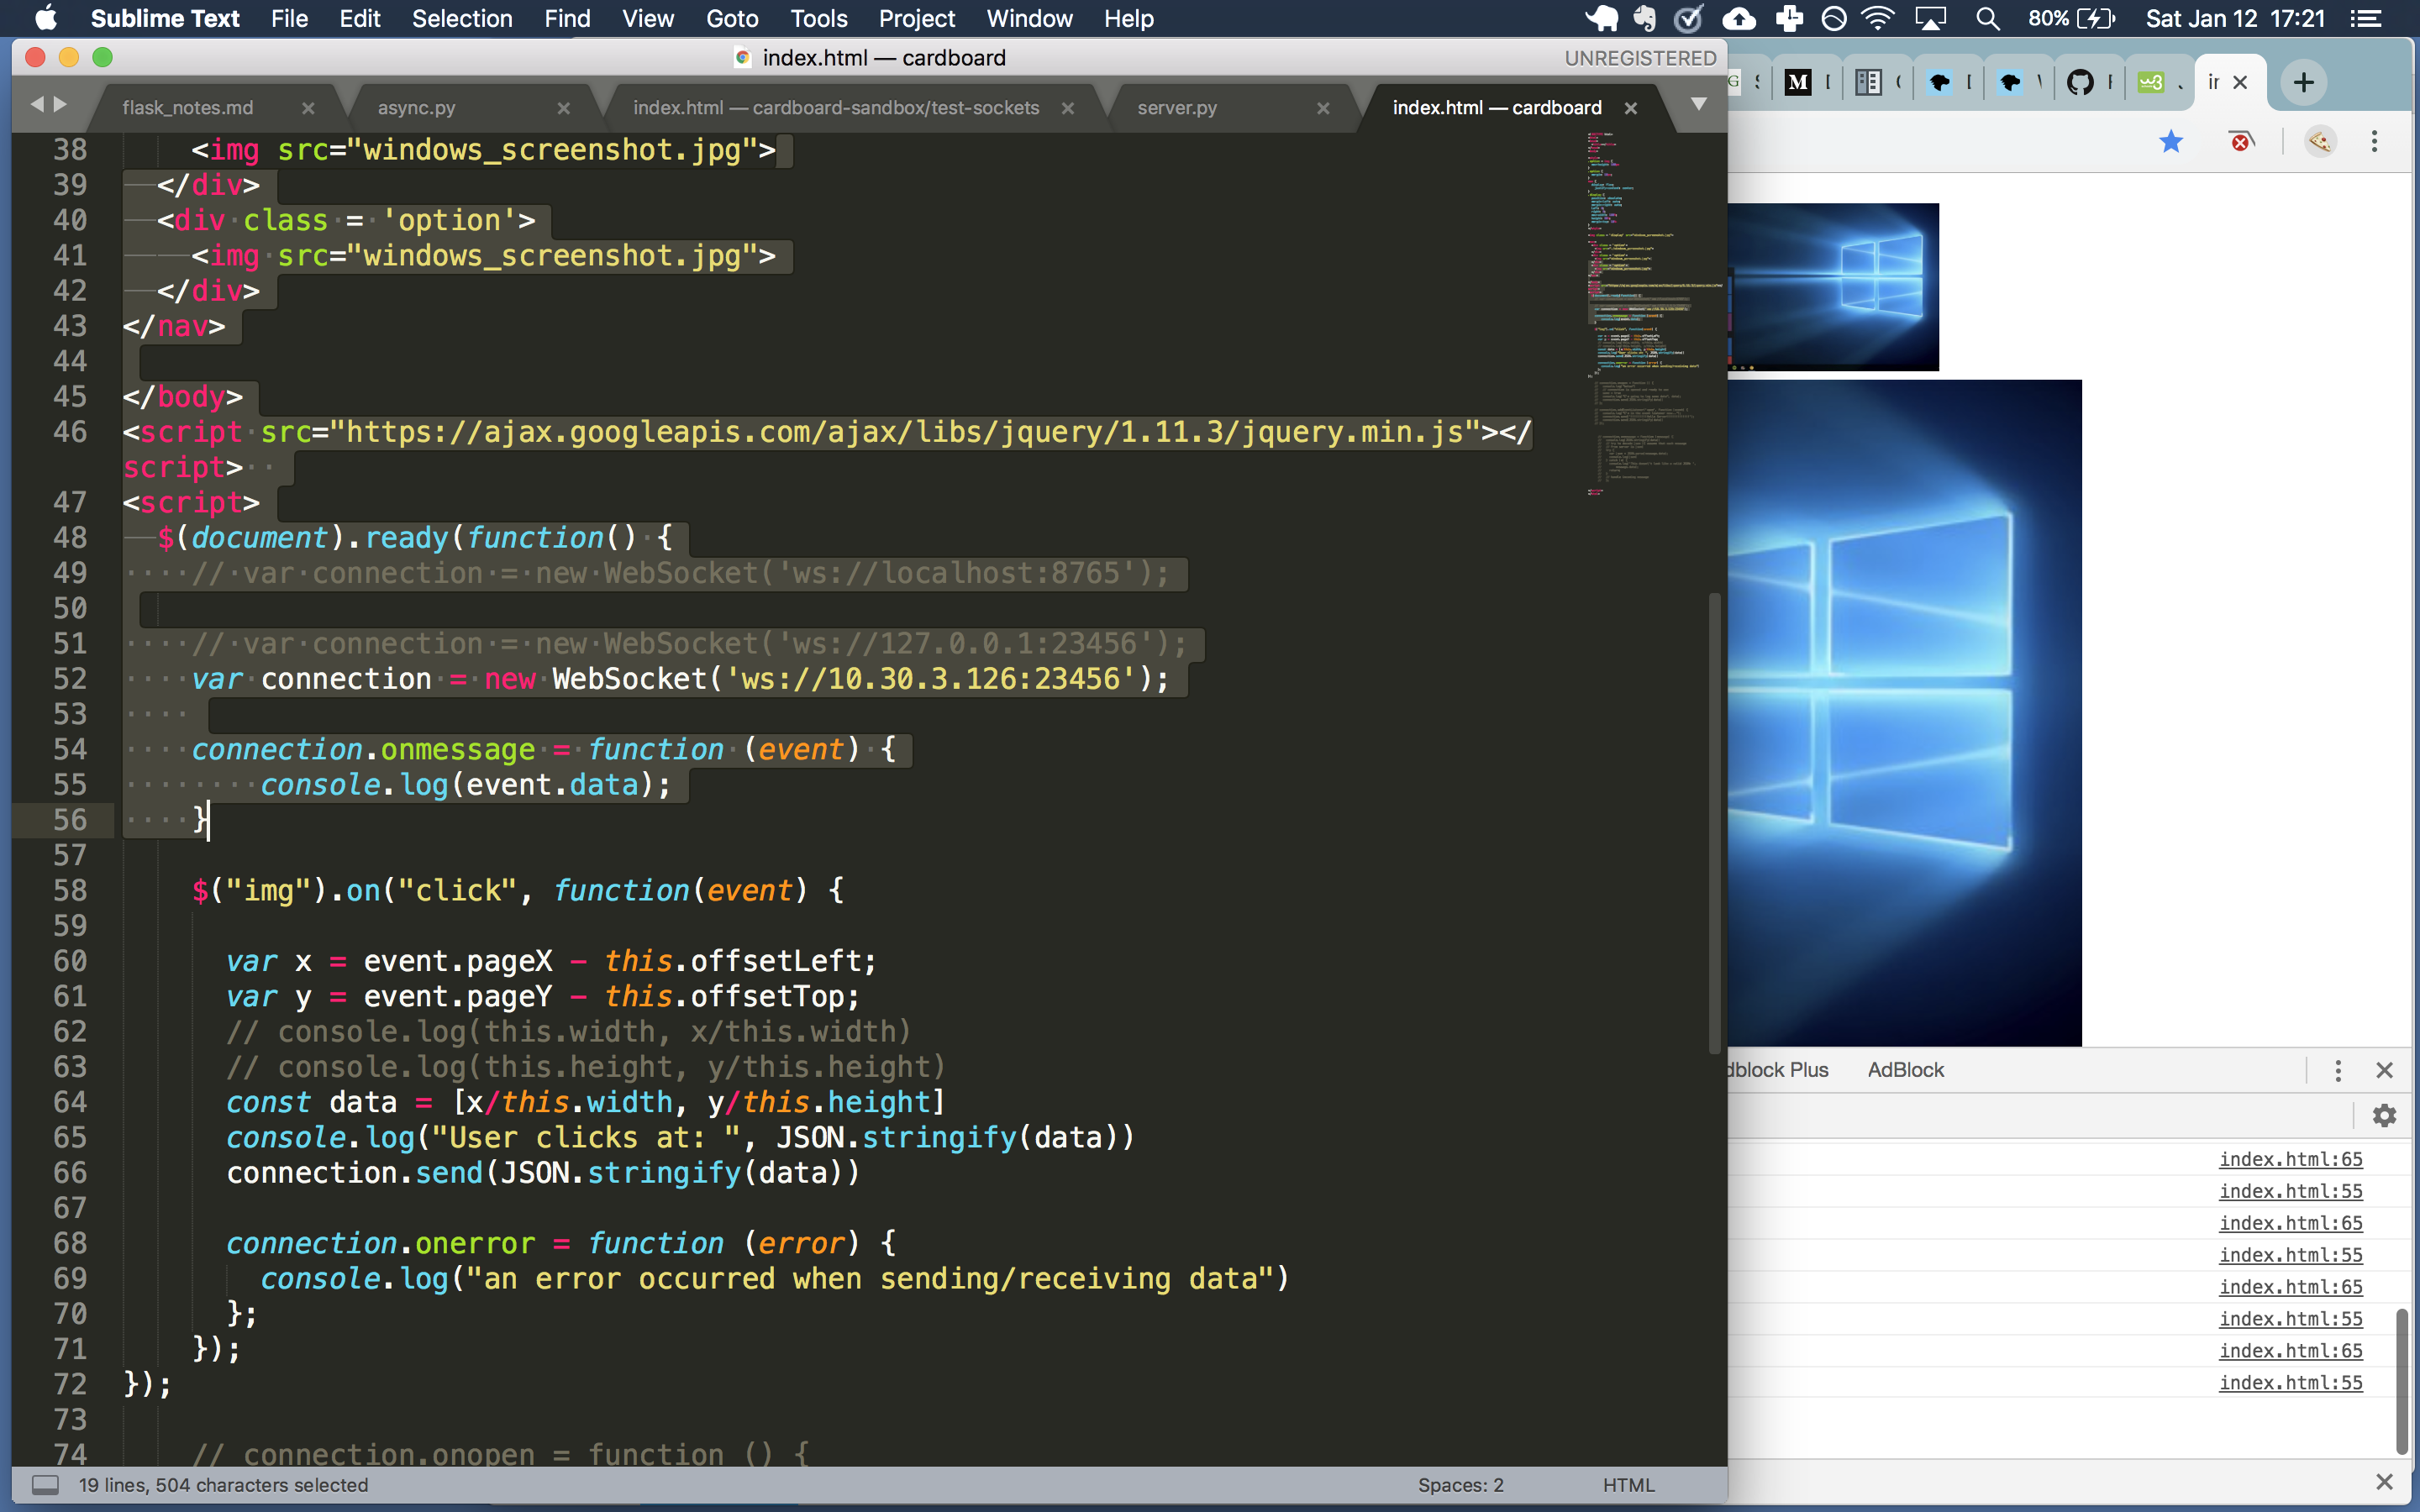 Sublime Text File Edit Selection Find View Goto Tools Project Window Help 80% Sat Jan 12 17:21
index.html — cardboard UNREGISTERED
flask_notes.md async.py index.html — cardboard-sandbox/test-sockets server.py index.html — cardboard
38 <img src="windows_screenshot.jpg">
39 </div>
40 <div class = 'option'>
41 <img src="windows_screenshot.jpg">
42 </div>
43 </nav>
44
45 </body>
46 <script src="https://ajax.googleapis.com/ajax/libs/jquery/1.11.3/jquery.min.js"></
script>
47 <script>
48 $(document).ready(function() {
49 // var connection = new WebSocket('ws://localhost:8765');
50
51 // var connection = new WebSocket('ws://127.0.0.1:23456');
52 var connection = new WebSocket('ws://10.30.3.126:23456');
53
54 connection.onmessage = function (event) {
55 console.log(event.data);
56 }
57
58 $("img").on("click", function(event) {
59
60 var x = event.pageX - this.offsetLeft;
61 var y = event.pageY - this.offsetTop;
62 // console.log(this.width, x/this.width)
63 // console.log(this.height, y/this.height)
64 const data = [x/this.width, y/this.height]
65 console.log("User clicks at: ", JSON.stringify(data))
66 connection.send(JSON.stringify(data))
67
68 connection.onerror = function (error) {
69 console.log("an error occurred when sending/receiving data")
70 };
71 });
72 });
73
74 // connection.onopen = function () {
19 lines, 504 characters selected Spaces: 2 HTML
dblock Plus AdBlock
index.html:65
index.html:55
index.html:65
index.html:55
index.html:65
index.html:55
index.html:65
index.html:55